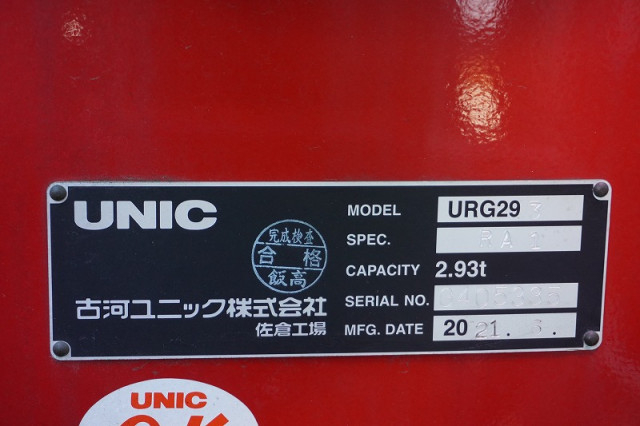 UNIC
完成検査
合格
飯高
古河ユニック株式会社
佐倉工場
MODEL URG29
SPEC. RA
CAPACITY 2.93t
SERIAL NO.
MFG. DATE 20 21.
UNIC